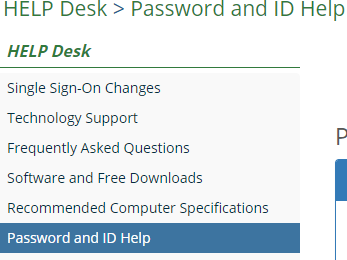 HELP Desk > Password and ID Help
HELP Desk
Single Sign-On Changes
Technology Support
Frequently Asked Questions
Software and Free Downloads
Recommended Computer Specifications
Password and ID Help